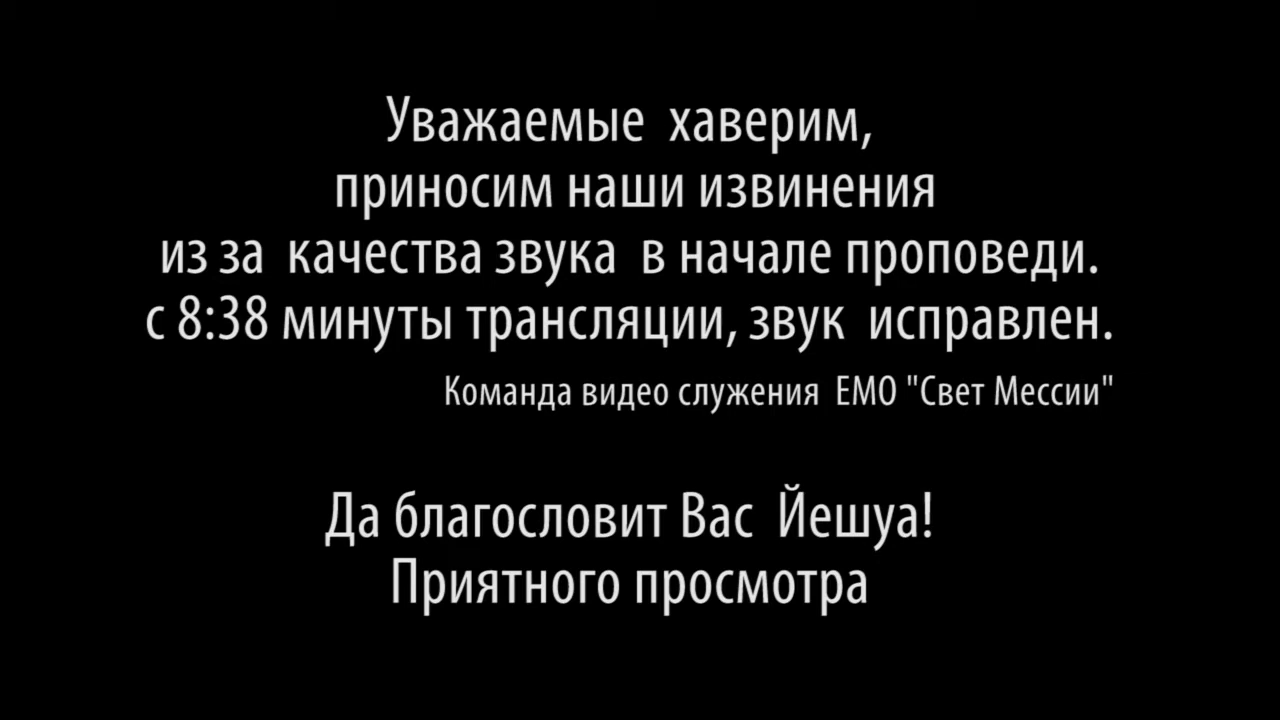 Уважаемые хаверим,
приносим наши извинения
из за качества звука в начале проповеди.
с 8:38 минуты трансляции, звук исправлен.
Команда видео служения ЕМО "Свет Мессии"
Да благословит Вас Йешуа!
Приятного просмотра